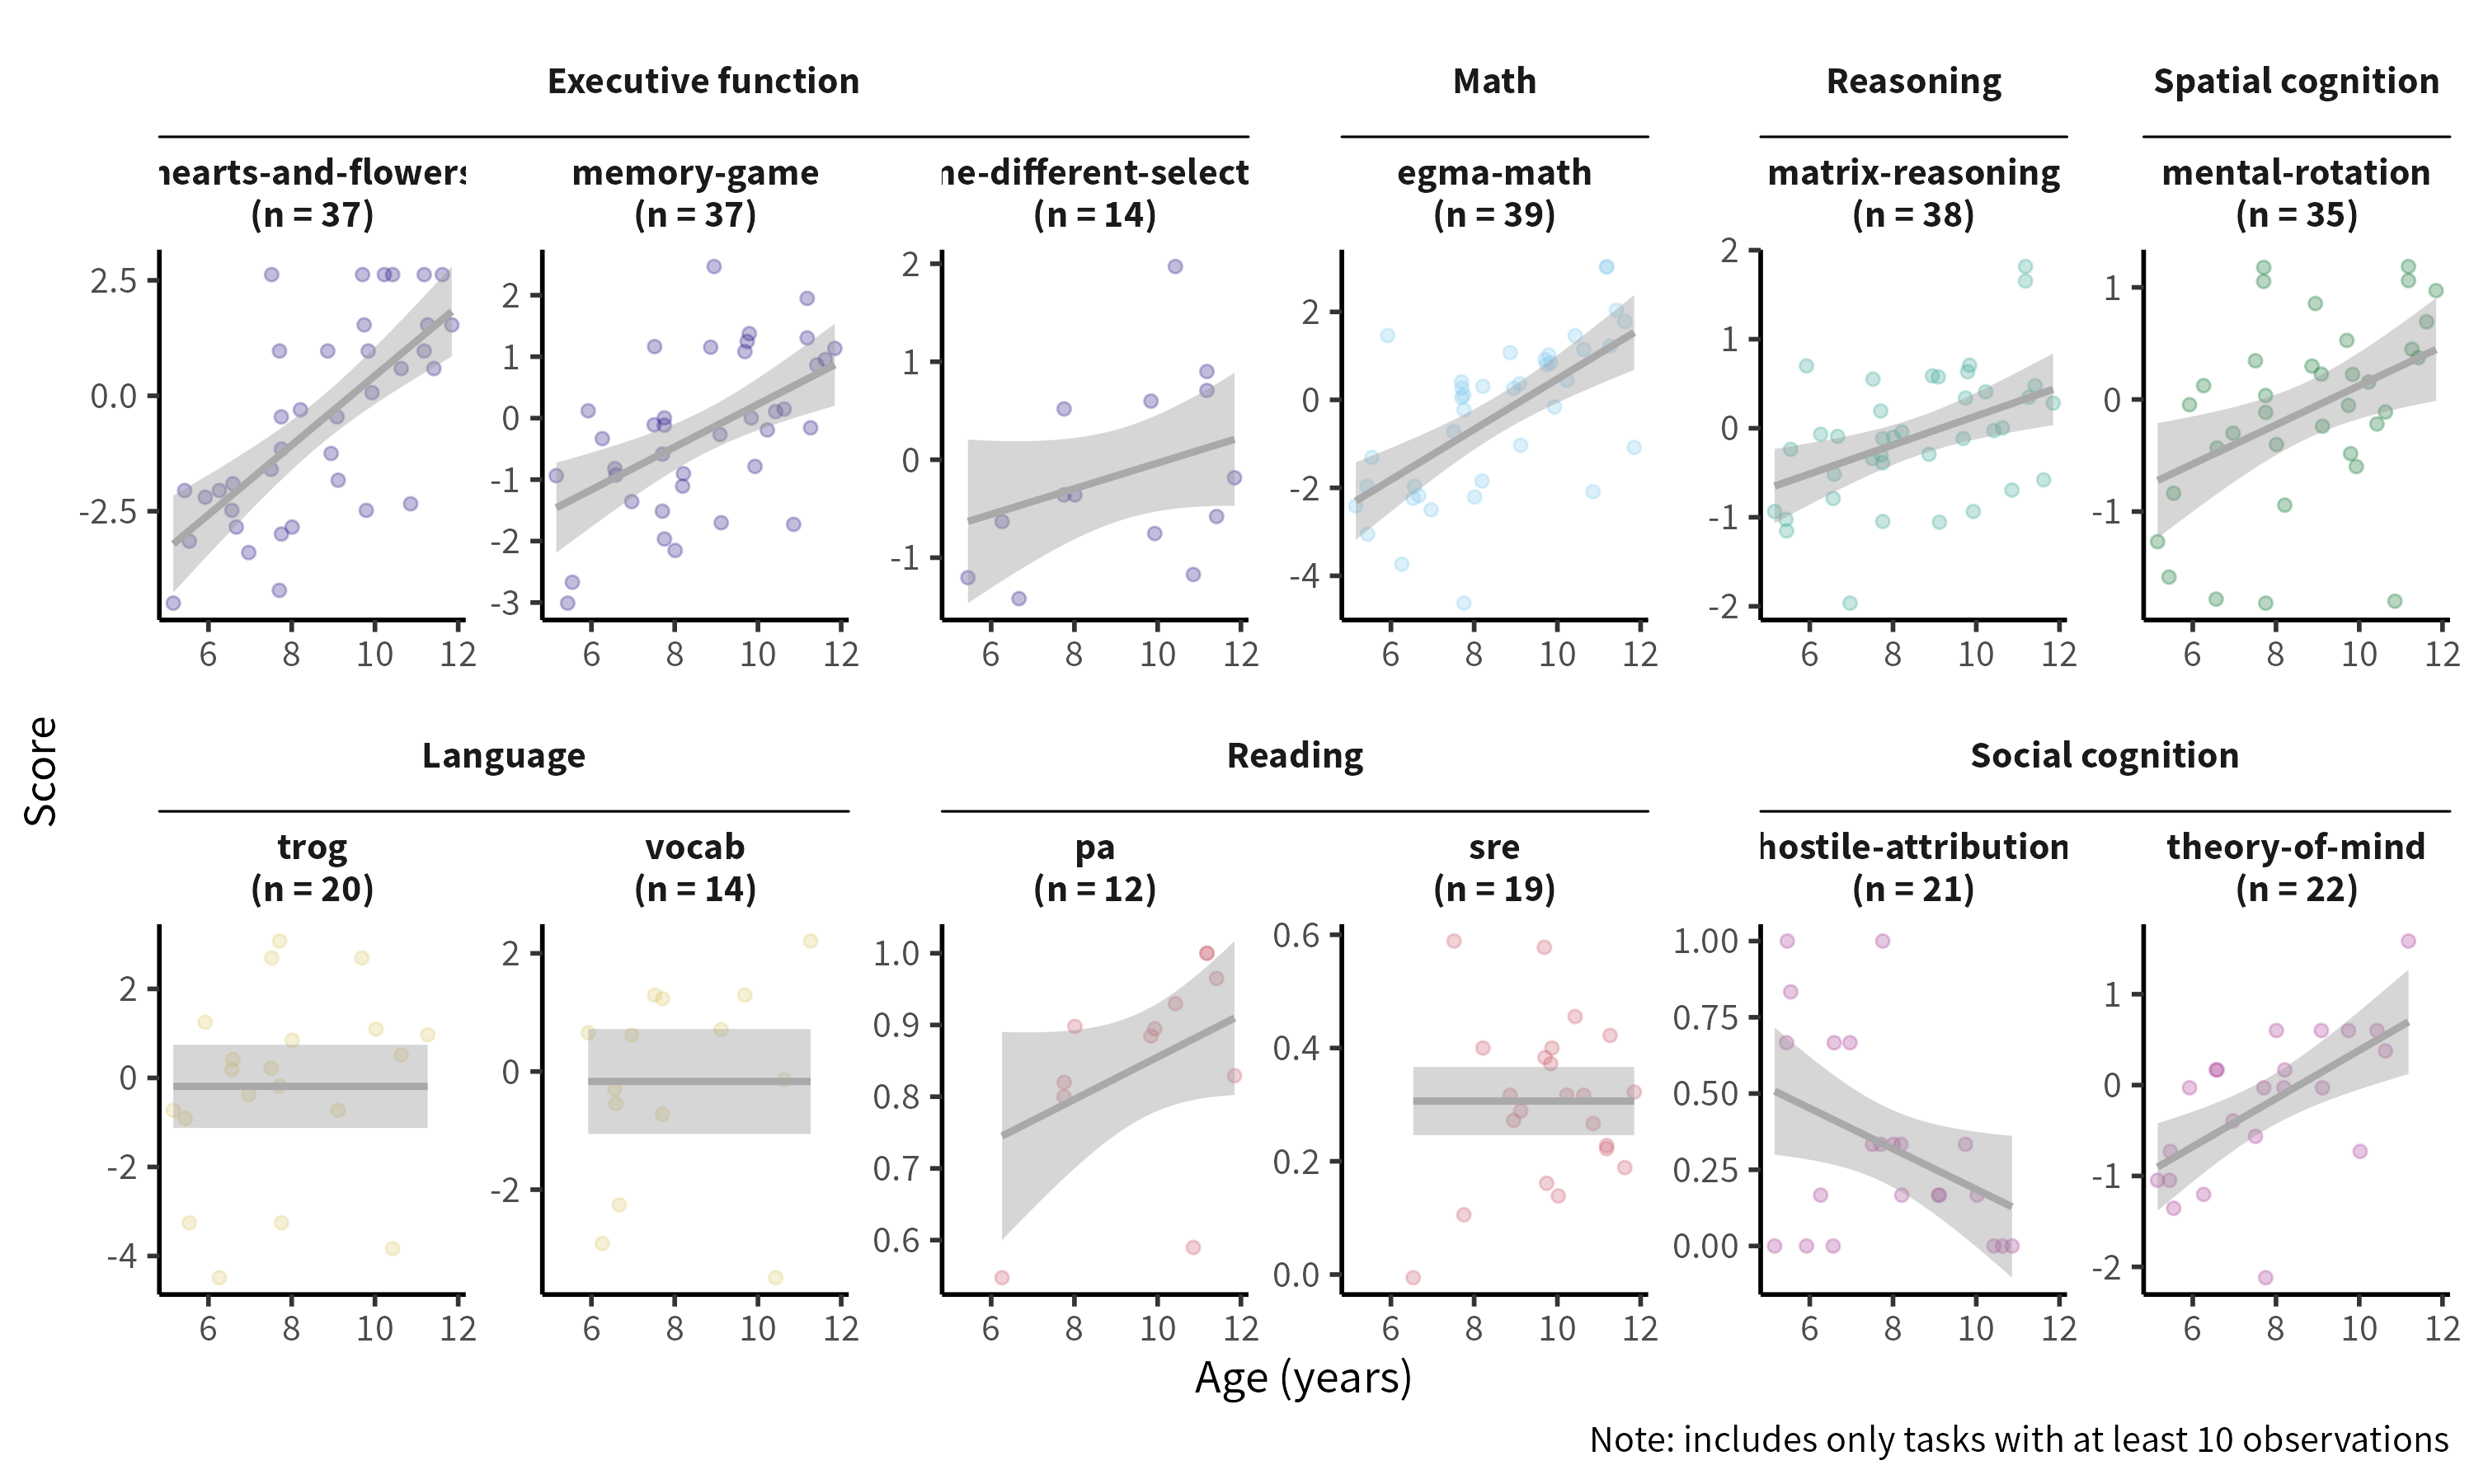 Executive function
Math
Reasoning
Spatial cognition
hearts-and-flowers
(n = 37)
memory-game
(n = 37)
ne-different-select
(n = 14)
egma-math
(n = 39)
matrix-reasoning
(n = 38)
mental-rotation
(n = 35)
2.5
0.0
-2.5
6 8 10 12
2
1
0
-1
-2
-3
6 8 10 12
2
1
0
-1
6 8 10 12
2
0
-2
-4
6 8 10 12
2
1
0
-1
-2
6 8 10 12
1
0
-1
6 8 10 12
Score
Language
Reading
Social cognition
trog
(n = 20)
vocab
(n = 14)
pa
(n = 12)
sre
(n = 19)
hostile-attribution
(n = 21)
theory-of-mind
(n = 22)
2
0
-2
-4
6 8 10 12
2
0
-2
6 8 10 12
1.0
0.9
0.8
0.7
0.6
6 8 10 12
0.6
0.4
0.2
0.0
6 8 10 12
1.00
0.75
0.50
0.25
0.00
6 8 10 12
1
0
-1
-2
6 8 10 12
Age (years)
Note: includes only tasks with at least 10 observations